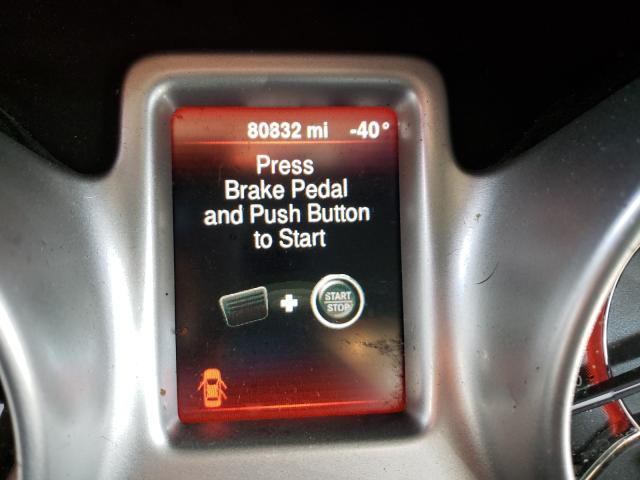 80832 mi -40°
Press
Brake Pedal
and Push Button
to Start
START
STOP